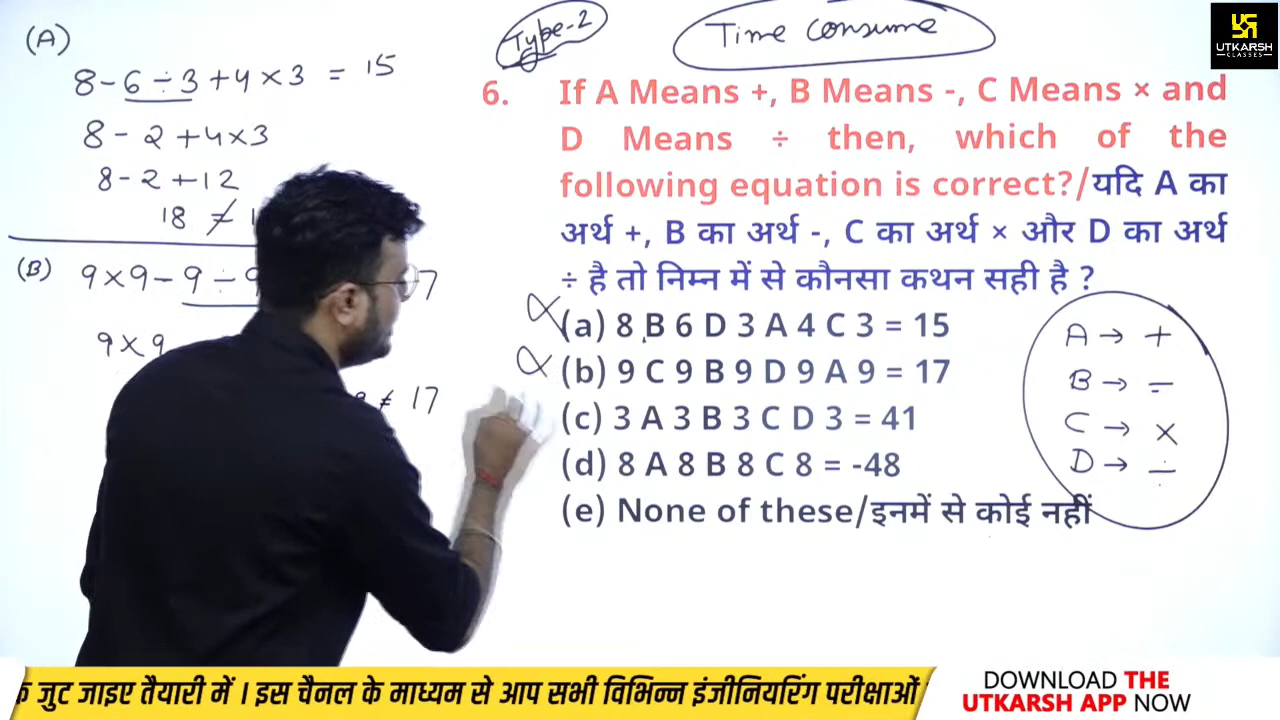 (A)
8 - 6 ÷ 3 + 4 × 3 = 15
8 - 2 + 4 × 3
8 - 2 + 12
18 ≠ 1
(B) 9 × 9 - 9 ÷ 9 7
9 × 9
≠ 17
Type-2
Time Consume
UTKARSH
CLASSES
6. If A Means +, B Means -, C Means × and
D Means ÷ then, which of the
following equation is correct?/यदि A का
अर्थ +, B का अर्थ -, C का अर्थ × और D का अर्थ
÷ है तो निम्न में से कौनसा कथन सही है ?
(a) 8 B 6 D 3 A 4 C 3 = 15
(b) 9 C 9 B 9 D 9 A 9 = 17
(c) 3 A 3 B 3 C D 3 = 41
(d) 8 A 8 B 8 C 8 = -48
(e) None of these/इनमें से कोई नहीं
A → +
B → -
C → ×
D → ÷
जुट जाइए तैयारी में । इस चैनल के माध्यम से आप सभी विभिन्न इंजीनियरिंग परीक्षाओं
DOWNLOAD THE
UTKARSH APP NOW